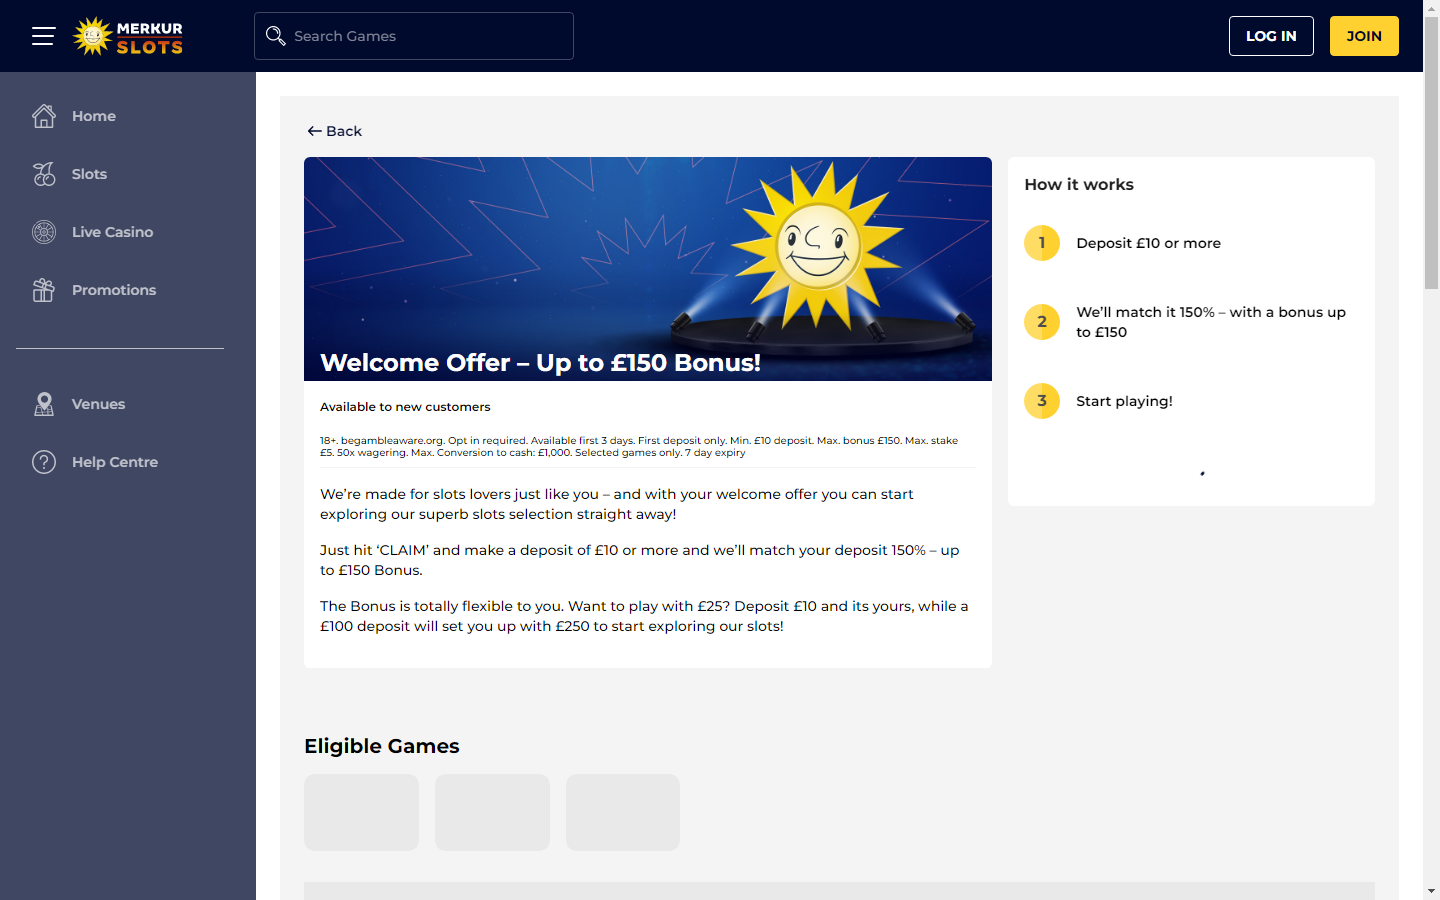 MERKUR
SLOTS
Search Games
LOG IN
JOIN
Home
Slots
Live Casino
Promotions
Venues
Help Centre
Back
Welcome Offer – Up to £150 Bonus!
Available to new customers
18+. begambleaware.org. Opt in required. Available first 3 days. First deposit only. Min. £10 deposit. Max. bonus £150. Max. stake
£5. 50x wagering. Max. Conversion to cash: £1,000. Selected games only. 7 day expiry
We’re made for slots lovers just like you – and with your welcome offer you can start
exploring our superb slots selection straight away!
Just hit ‘CLAIM’ and make a deposit of £10 or more and we’ll match your deposit 150% – up
to £150 Bonus.
The Bonus is totally flexible to you. Want to play with £25? Deposit £10 and its yours, while a
£100 deposit will set you up with £250 to start exploring our slots!
How it works
1
Deposit £10 or more
2
We’ll match it 150% – with a bonus up
to £150
3
Start playing!
Eligible Games